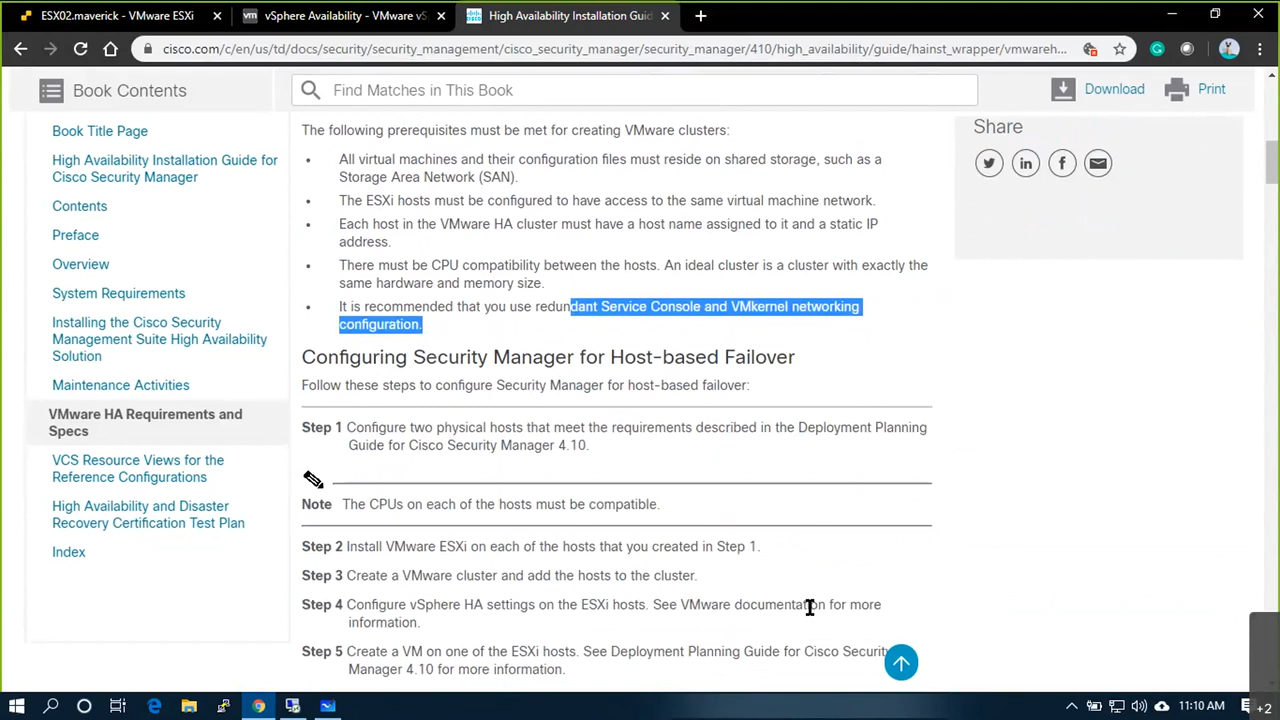 ESX02.maverick - VMware ESXi
vSphere Availability - VMware vS
High Availability Installation Guid
cisco.com/c/en/us/td/docs/security/security_management/cisco_security_manager/security_manager/410/high_availability/guide/hainst_wrapper/vmwareh...
Book Contents
Find Matches in This Book
Download
Print
Book Title Page
High Availability Installation Guide for
Cisco Security Manager
Contents
Preface
Overview
System Requirements
Installing the Cisco Security
Management Suite High Availability
Solution
Maintenance Activities
VMware HA Requirements and
Specs
VCS Resource Views for the
Reference Configurations
High Availability and Disaster
Recovery Certification Test Plan
Index
The following prerequisites must be met for creating VMware clusters:
• All virtual machines and their configuration files must reside on shared storage, such as a
Storage Area Network (SAN).
• The ESXi hosts must be configured to have access to the same virtual machine network.
• Each host in the VMware HA cluster must have a host name assigned to it and a static IP
address.
• There must be CPU compatibility between the hosts. An ideal cluster is a cluster with exactly the
same hardware and memory size.
• It is recommended that you use redundant Service Console and VMkernel networking
configuration.
Configuring Security Manager for Host-based Failover
Follow these steps to configure Security Manager for host-based failover:
Step 1 Configure two physical hosts that meet the requirements described in the Deployment Planning
Guide for Cisco Security Manager 4.10.
Note The CPUs on each of the hosts must be compatible.
Step 2 Install VMware ESXi on each of the hosts that you created in Step 1.
Step 3 Create a VMware cluster and add the hosts to the cluster.
Step 4 Configure vSphere HA settings on the ESXi hosts. See VMware documentation for more
information.
Step 5 Create a VM on one of the ESXi hosts. See Deployment Planning Guide for Cisco Security
Manager 4.10 for more information.
Share
11:10 AM
+2